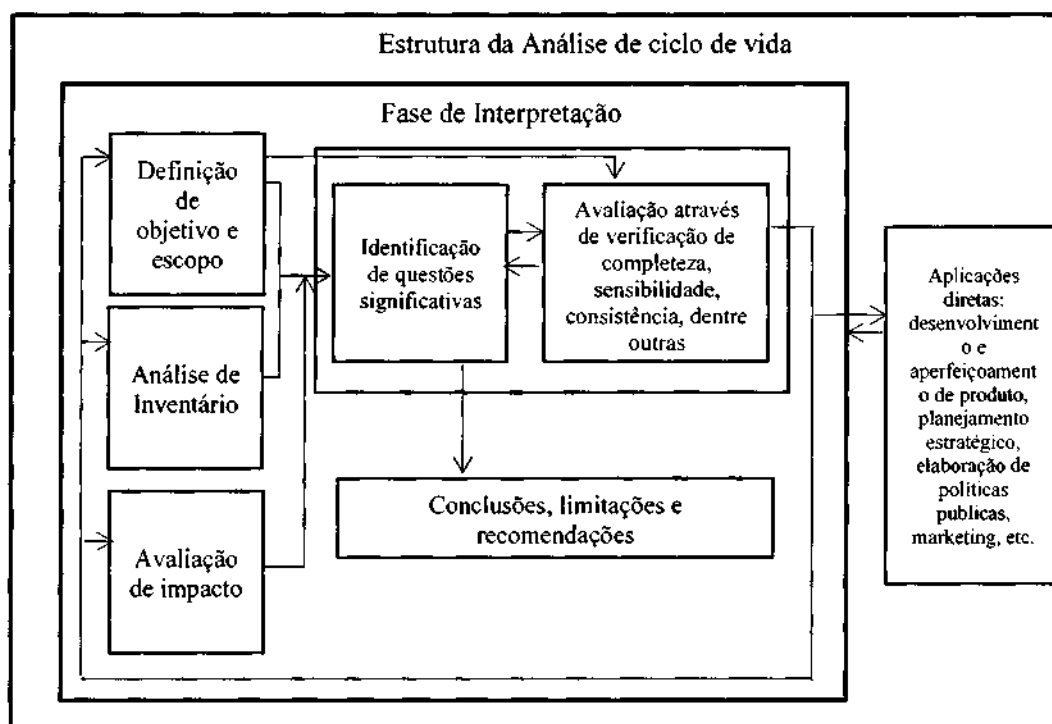 Estrutura da Análise de ciclo de vida
Fase de Interpretação
Definição
de
objetivo e
escopo
Análise de
Inventário
Avaliação
de impacto
Identificação
de questões
significativas
Avaliação através
de verificação de
completeza,
sensibilidade,
consistência, dentre
outras
Conclusões, limitações e
recomendações
Aplicações
diretas:
desenvolviment
o e
aperfeiçoament
o de produto,
planejamento
estratégico,
elaboração de
políticas
publicas,
marketing, etc.